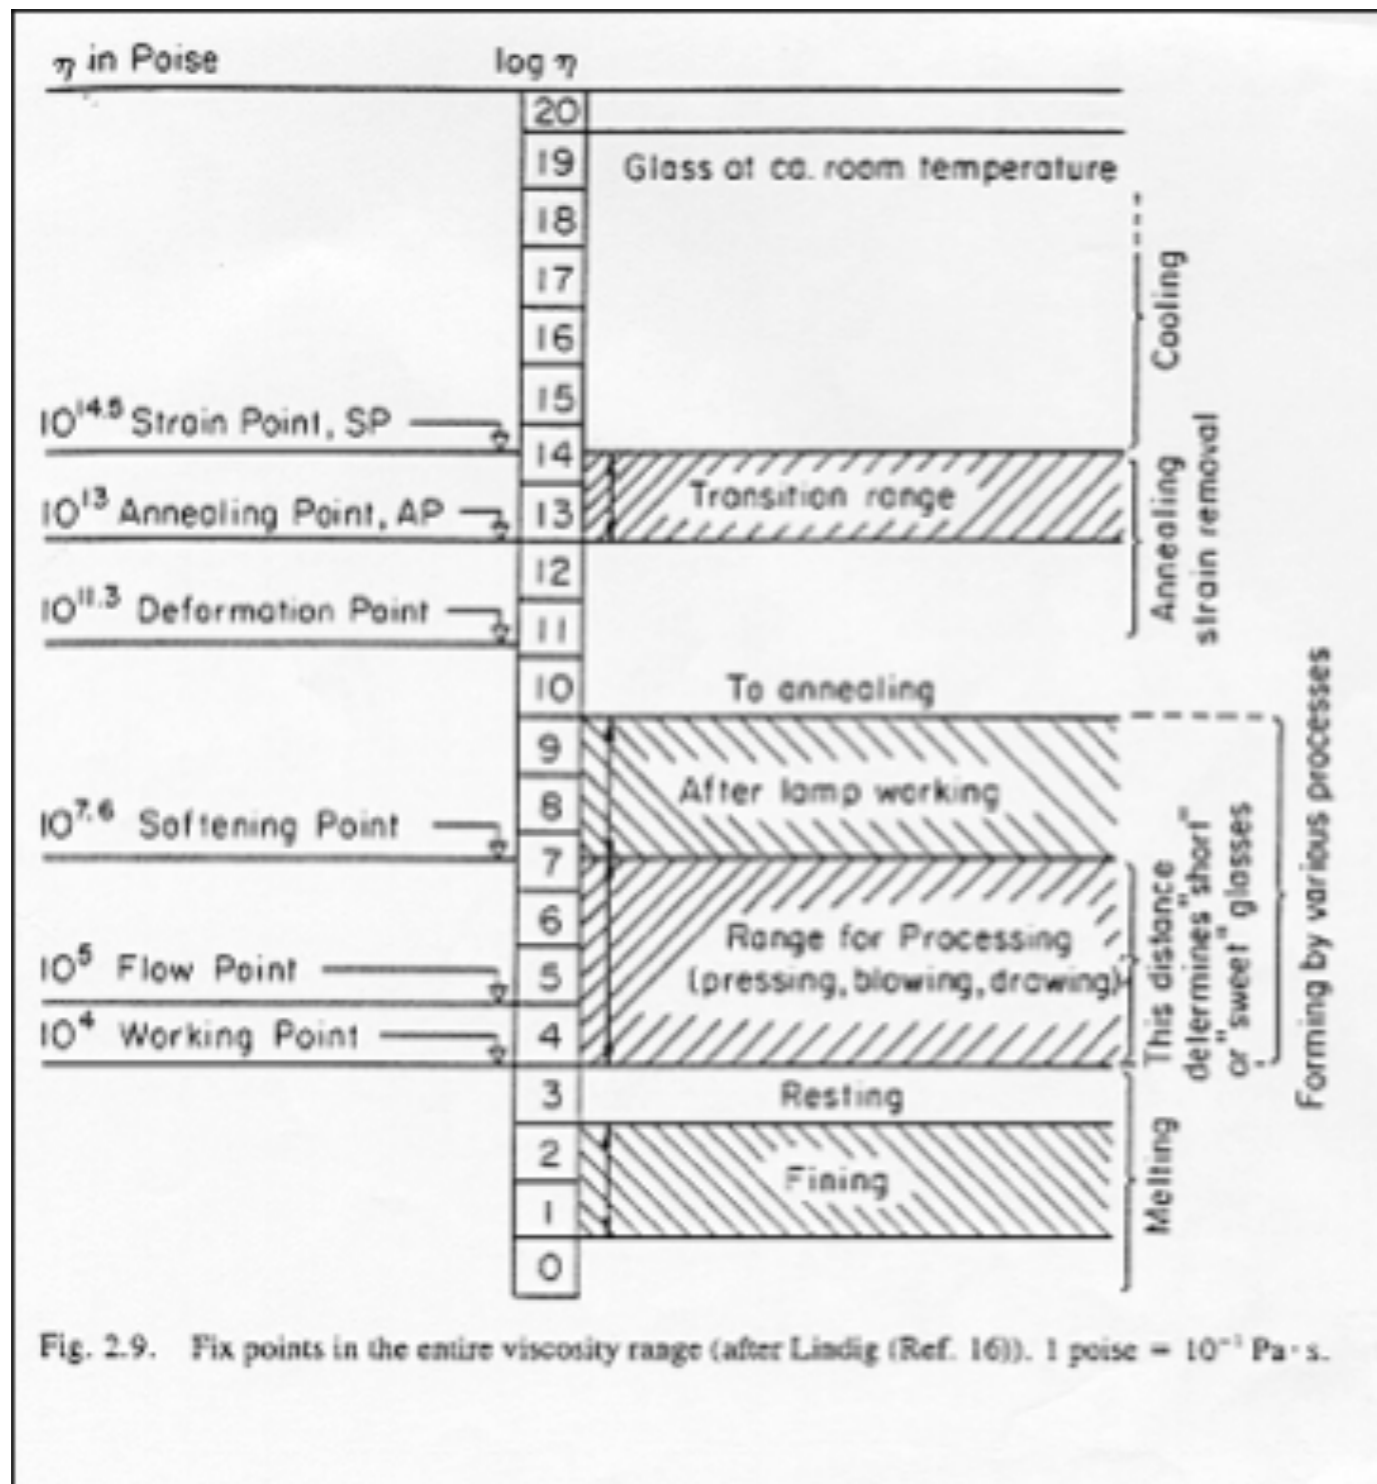 η in Poise log η
20
19 Glass at ca. room temperature
18
17
16
15
10^14.5 Strain Point, SP
14
Transition range
10^13 Annealing Point, AP
13
12
10^11.3 Deformation Point
11
10 To annealing
9
After lamp working
8
10^7.6 Softening Point
7
6
Range for Processing
(pressing, blowing, drawing)
10^5 Flow Point
5
10^4 Working Point
4
3 Resting
2
Fining
1
0
Cooling
Annealing
strain removal
This distance
delermines "short"
or "sweet" glasses
Forming by various processes
Melting
Fig. 2.9. Fix points in the entire viscosity range (after Lindig (Ref. 16)). 1 poise = 10^-1 Pa · s.